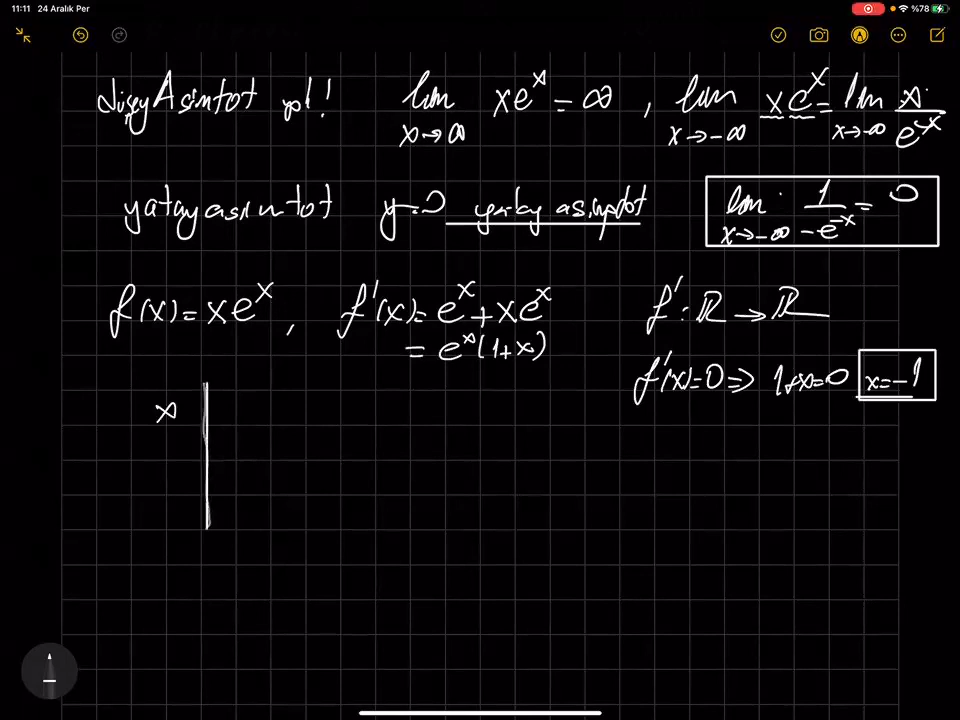 11:11 24 Aralık Per %78
düşey Asimtot yok! lim x→∞ xe^x = ∞ , lim x→-∞ xe^x = lim x→-∞ x/e^-x
yatay asimtot y=0 yatay asimptot lim x→-∞ 1/-e^-x = 0
f(x) = xe^x , f'(x) = e^x + xe^x f' : ℝ → ℝ
= e^x (1+x)
f'(x)=0 ⇒ 1+x=0 x=-1
x